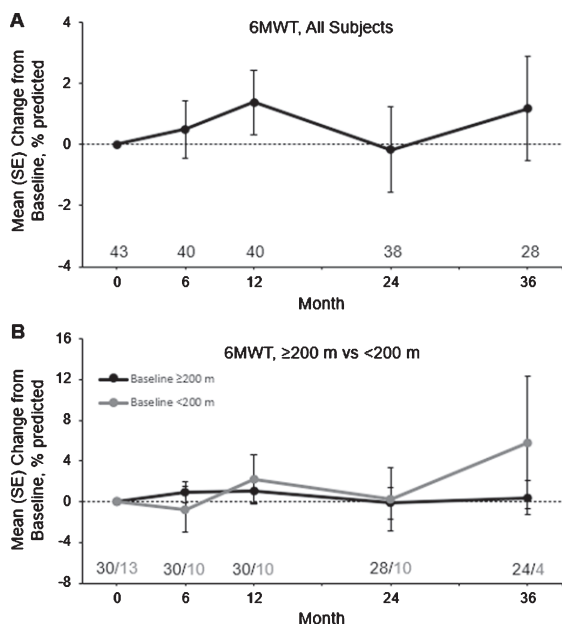 A
6MWT, All Subjects
Mean (SE) Change from
Baseline, % predicted
4
2
0
-2
-4
43 40 40 38 28
0 6 12 24 36
Month
B
6MWT, ≥200 m vs <200 m
Mean (SE) Change from
Baseline, % predicted
16
12
8
4
0
-4
-8
Baseline ≥200 m
Baseline <200 m
30/13 30/10 30/10 28/10 24/4
0 6 12 24 36
Month